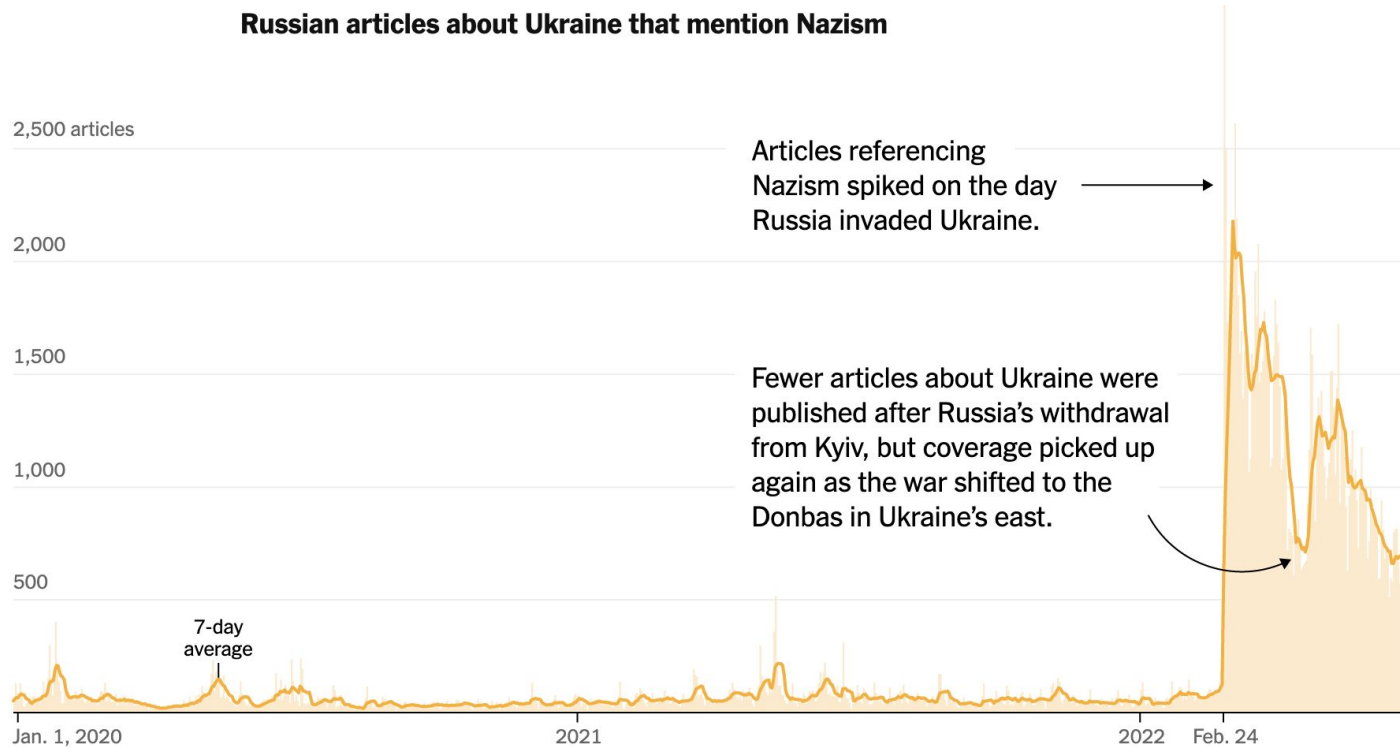 Russian articles about Ukraine that mention Nazism
2,500 articles
Articles referencing
Nazism spiked on the day
Russia invaded Ukraine.
2,000
1,500
Fewer articles about Ukraine were
published after Russia’s withdrawal
from Kyiv, but coverage picked up
again as the war shifted to the
Donbas in Ukraine’s east.
1,000
500
7-day
average
Jan. 1, 2020
2021
2022
Feb. 24